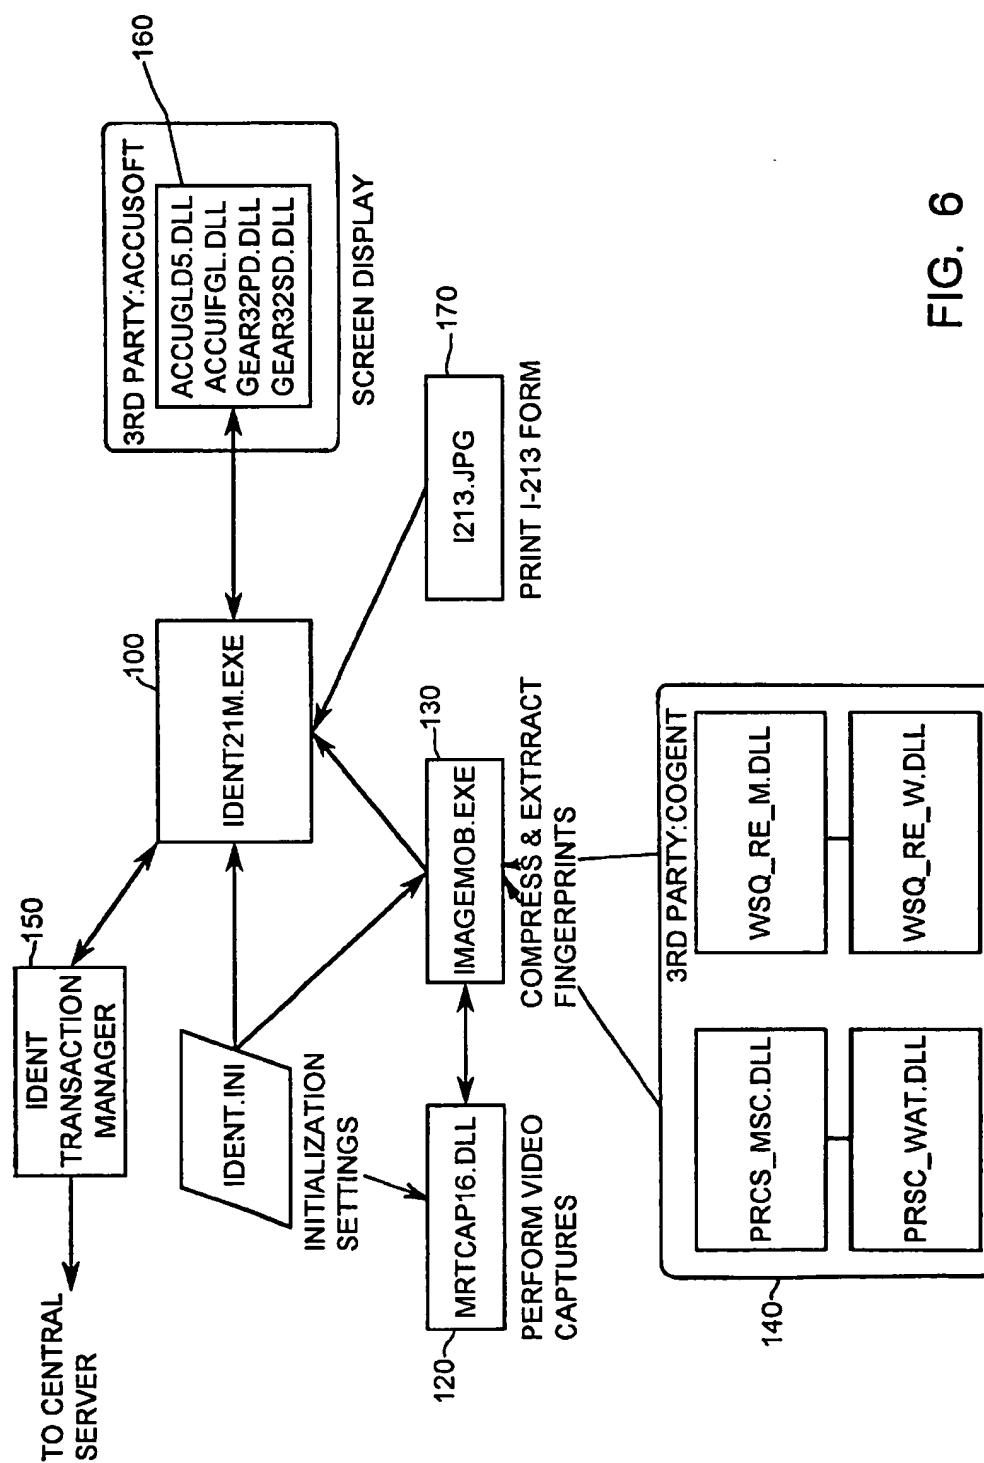 TO CENTRAL
SERVER
150
IDENT
TRANSACTION
MANAGER
100
IDENT21M.EXE
160
3RD PARTY:ACCUSOFT
ACCUGLD5.DLL
ACCUIFGL.DLL
GEAR32PD.DLL
GEAR32SD.DLL
SCREEN DISPLAY
IDENT.INI
INITIALIZATION
SETTINGS
120
MRTCAP16.DLL
PERFORM VIDEO
CAPTURES
130
IMAGEMOB.EXE
COMPRESS & EXTRRACT
FINGERPRINTS
170
I213.JPG
PRINT I-213 FORM
140
3RD PARTY:COGENT
PRCS_MSC.DLL
PRSC_WAT.DLL
WSQ_RE_M.DLL
WSQ_RE_W.DLL
FIG. 6